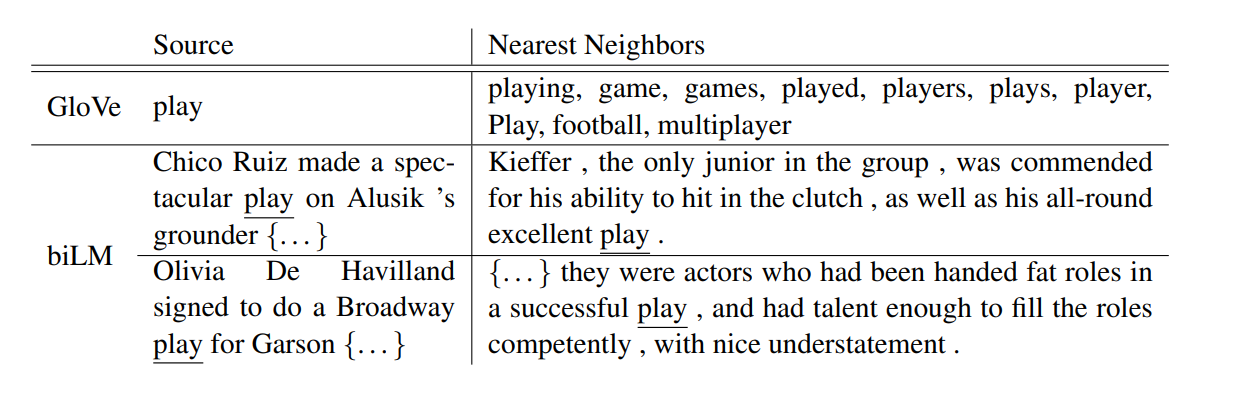 Source Nearest Neighbors
GloVe play playing, game, games, played, players, plays, player,
Play, football, multiplayer
biLM
Chico Ruiz made a spec-
tacular play on Alusik 's
grounder {...}
Kieffer , the only junior in the group , was commended
for his ability to hit in the clutch , as well as his all-round
excellent play .
Olivia De Havilland
signed to do a Broadway
play for Garson {...}
{...} they were actors who had been handed fat roles in
a successful play , and had talent enough to fill the roles
competently , with nice understatement .